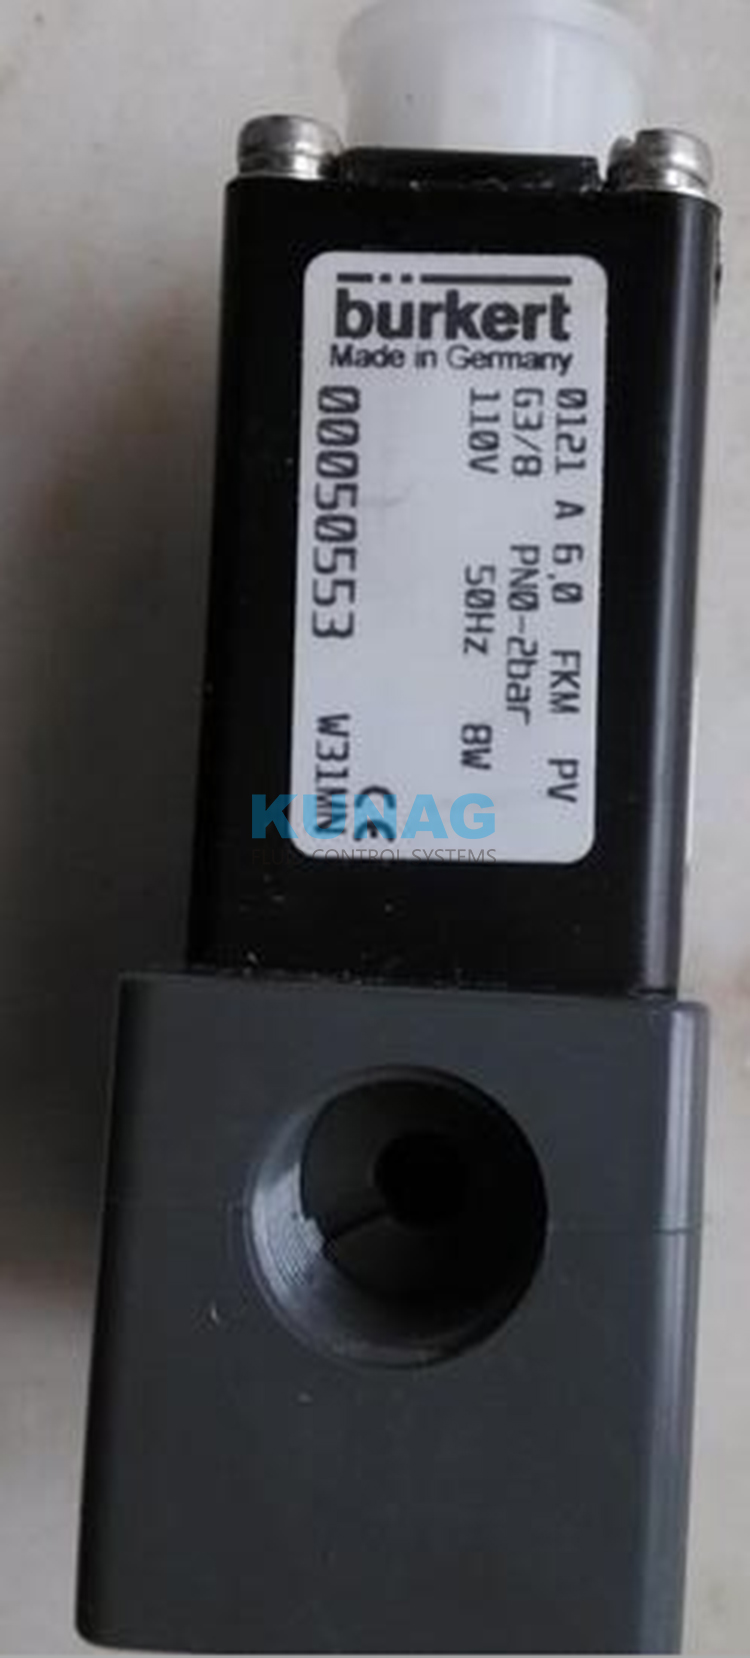 bürkert
Made in Germany
0121 A 6,0 FKM PV
G3/8 PN0-2bar
110V 50Hz 8W
00050553 W31MN
CE
KUNAG
FLUID CONTROL SYSTEMS